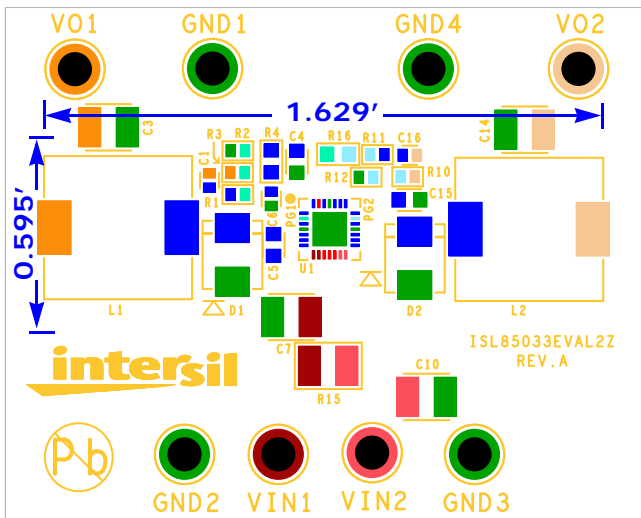 VO1 GND1 GND4 VO2
1.629'
C3 C14
R3 R2 R4 C4 R16 R11 C16
C1 R12 R10
R1 C6 PG1 PG2 C15
0.595'
C5 U1
L1 D1 D2 L2
C7
ISL85033EVAL2Z
REV.A
intersil
C10
R15
Pb
GND2 VIN1 VIN2 GND3